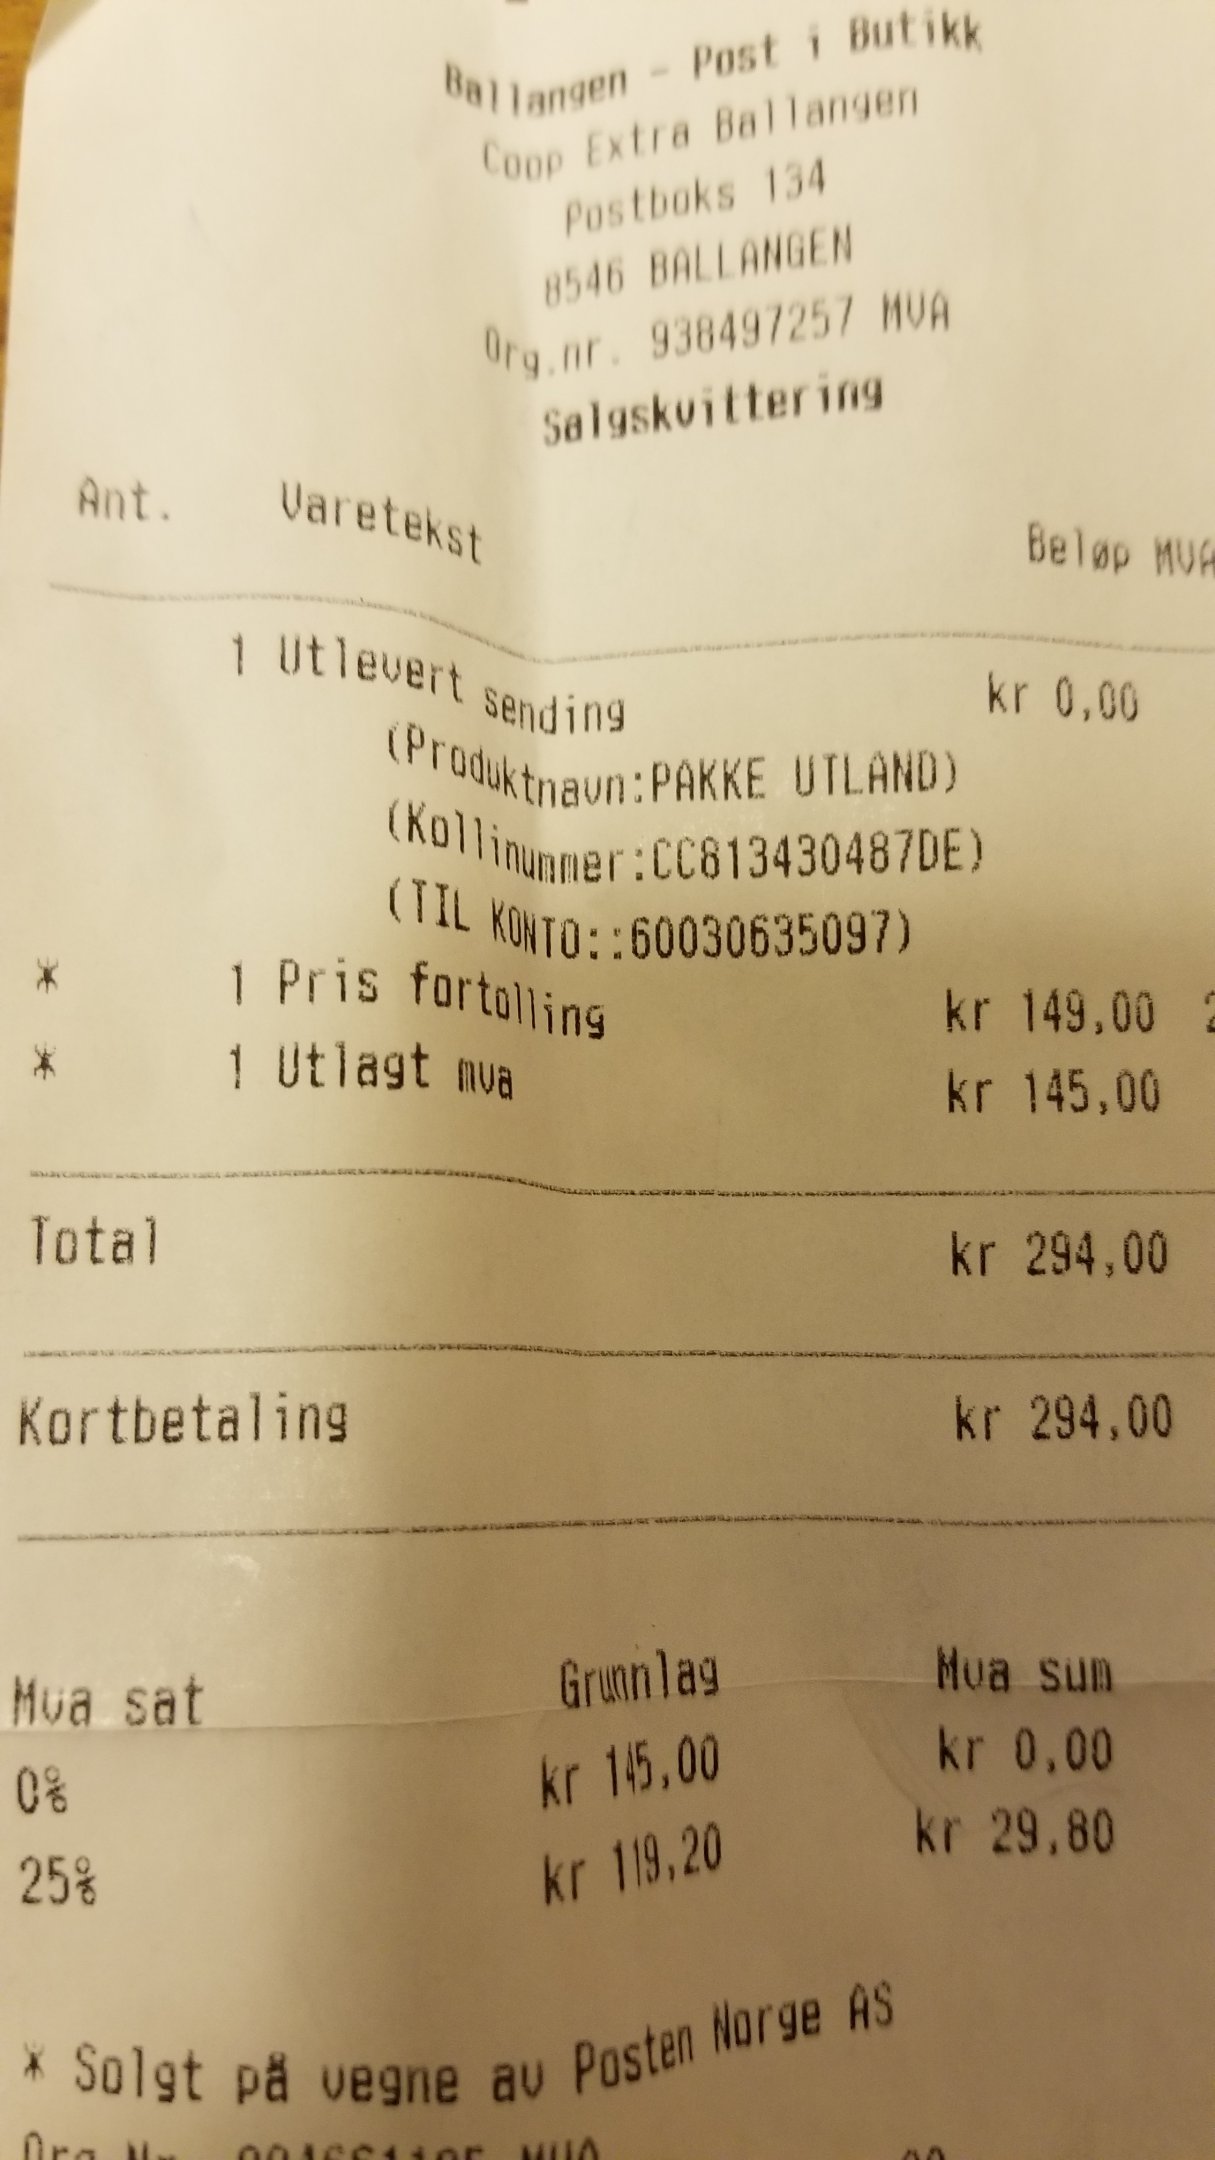 Ballangen - Post i Butikk
Coop Extra Ballangen
Postboks 134
8546 BALLANGEN
Org.nr. 938497257 MVA
Salgskvittering
Ant. Varetekst Beløp MVA
1 Utlevert sending kr 0,00
(Produktnavn:PAKKE UTLAND)
(Kollinummer:CC813430487DE)
(TIL KONTO::60030635097)
* 1 Pris fortolling kr 149,00 2
* 1 Utlagt mva kr 145,00
Total kr 294,00
Kortbetaling kr 294,00
Mva sat Grunnlag Mva sum
0% kr 145,00 kr 0,00
25% kr 119,20 kr 29,80
* Solgt på vegne av Posten Norge AS
Org Nr. MVA